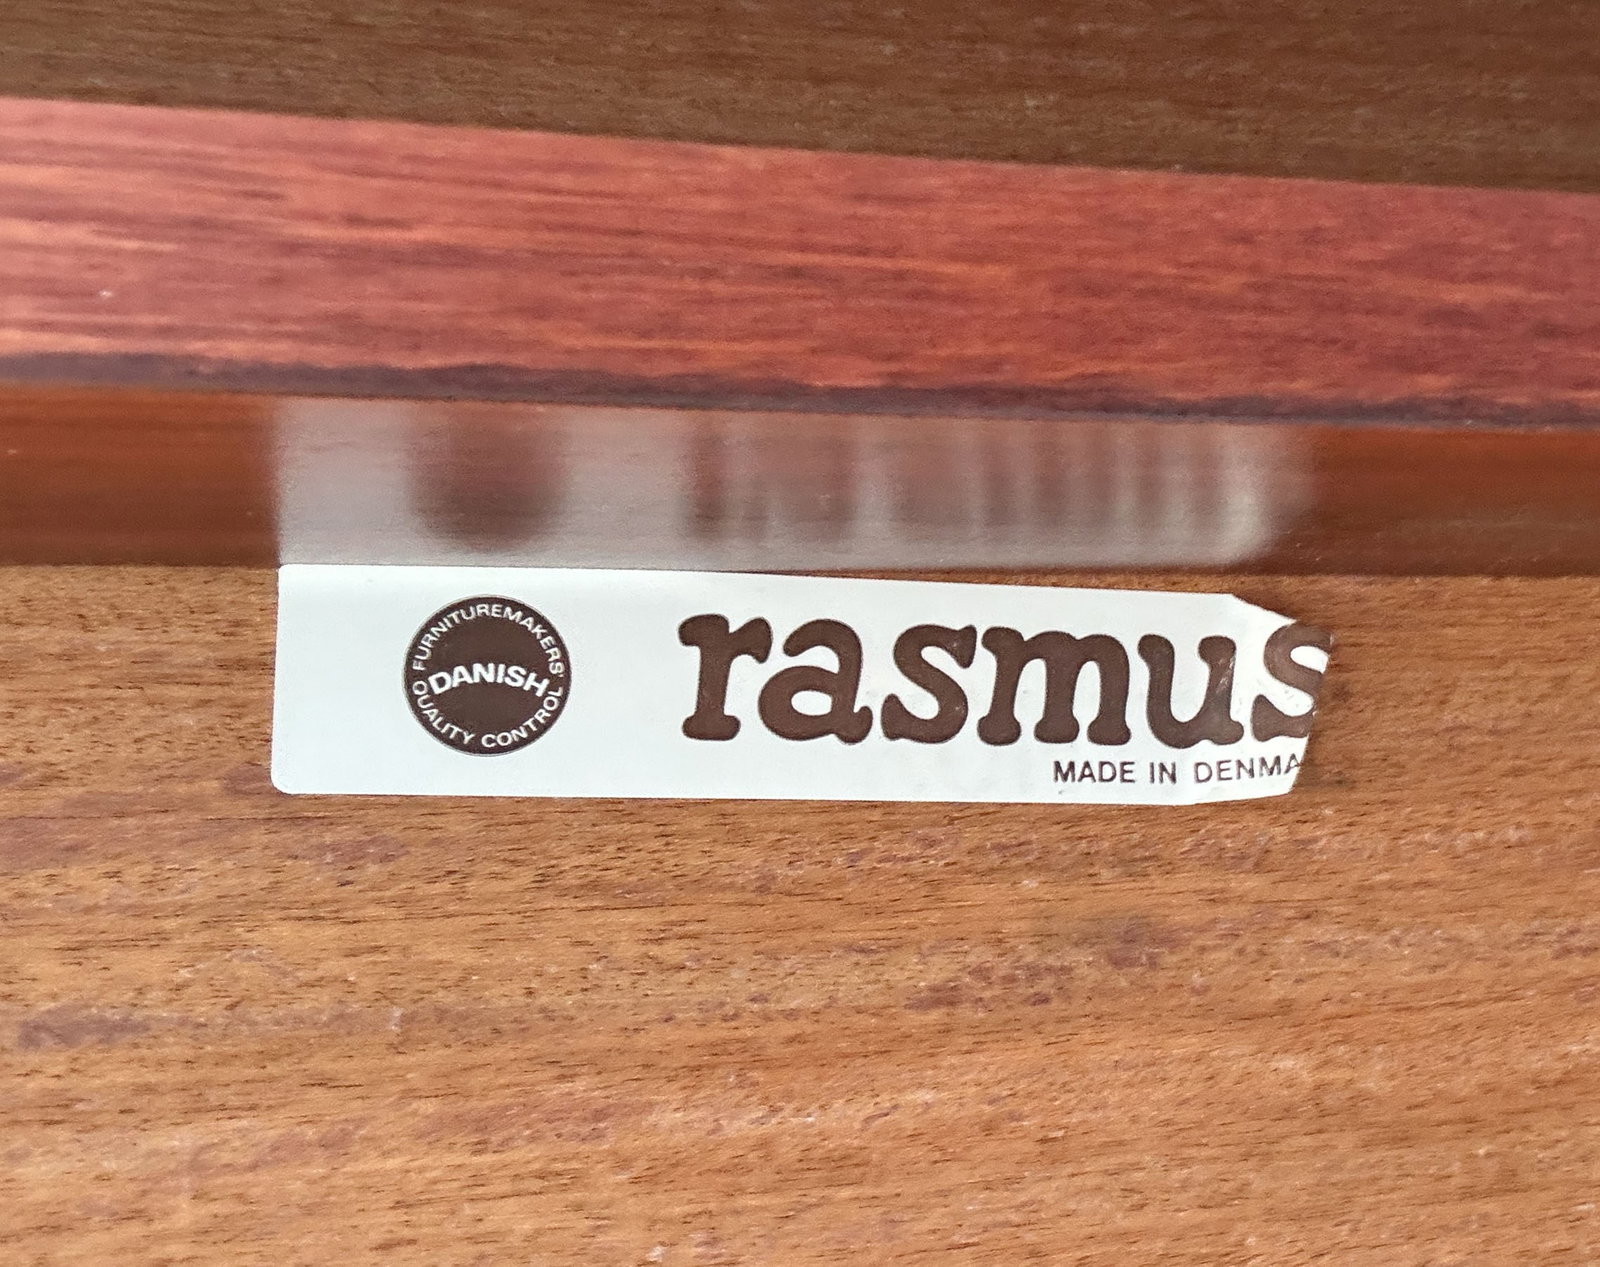 FURNITUREMAKERS'
DANISH
QUALITY CONTROL
rasmus
MADE IN DENMA